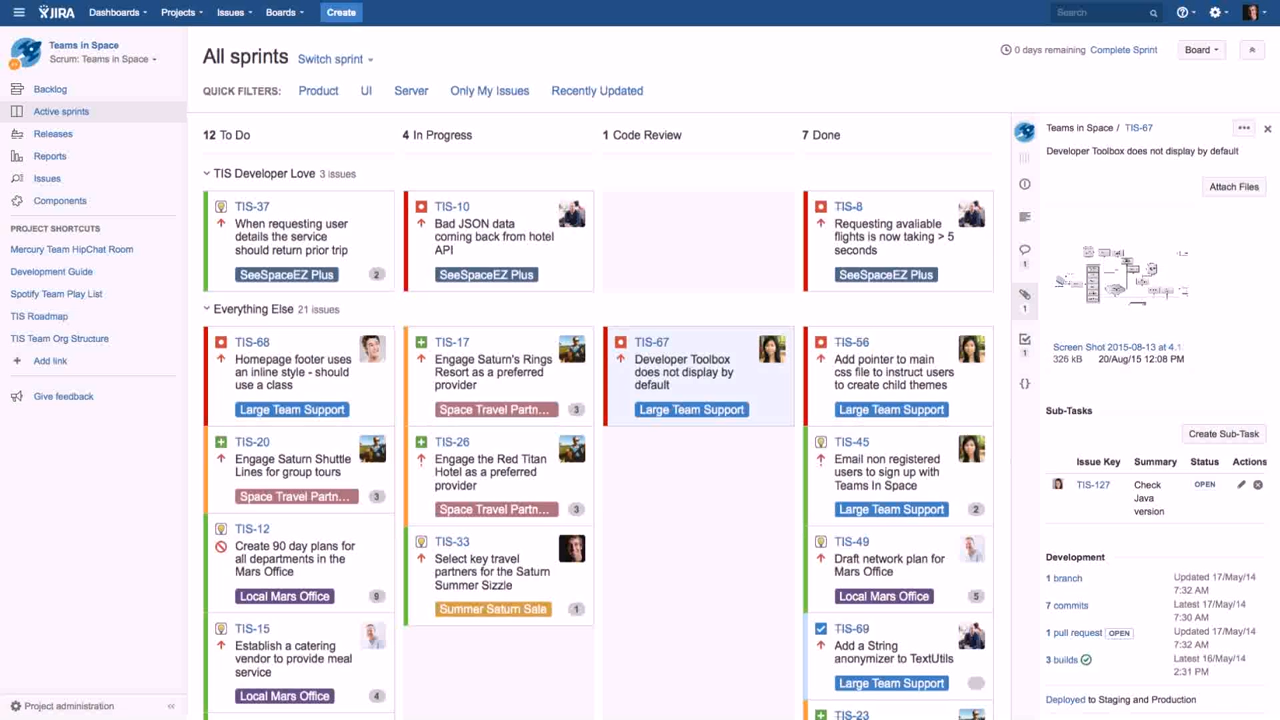 JIRA Dashboards Projects Issues Boards Create Search
Teams in Space
Scrum: Teams in Space
Backlog
Active sprints
Releases
Reports
Issues
Components
PROJECT SHORTCUTS
Mercury Team HipChat Room
Development Guide
Spotify Team Play List
TIS Roadmap
TIS Team Org Structure
Add link
Give feedback
Project administration
All sprints Switch sprint
0 days remaining Complete Sprint Board
QUICK FILTERS: Product UI Server Only My Issues Recently Updated
12 To Do 4 In Progress 1 Code Review 7 Done
TIS Developer Love 3 issues
TIS-37
When requesting user
details the service
should return prior trip
SeeSpaceEZ Plus 2
TIS-10
Bad JSON data
coming back from hotel
API
SeeSpaceEZ Plus
TIS-8
Requesting avaliable
flights is now taking > 5
seconds
SeeSpaceEZ Plus
Everything Else 21 issues
TIS-68
Homepage footer uses
an inline style - should
use a class
Large Team Support
TIS-20
Engage Saturn Shuttle
Lines for group tours
Space Travel Partn... 3
TIS-12
Create 90 day plans for
all departments in the
Mars Office
Local Mars Office 9
TIS-15
Establish a catering
vendor to provide meal
service
Local Mars Office 4
TIS-17
Engage Saturn's Rings
Resort as a preferred
provider
Space Travel Partn... 3
TIS-26
Engage the Red Titan
Hotel as a preferred
provider
Space Travel Partn... 3
TIS-33
Select key travel
partners for the Saturn
Summer Sizzle
Summer Saturn Sale 1
TIS-67
Developer Toolbox
does not display by
default
Large Team Support
TIS-56
Add pointer to main
css file to instruct users
to create child themes
Large Team Support
TIS-45
Email non registered
users to sign up with
Teams In Space
Large Team Support 2
TIS-49
Draft network plan for
Mars Office
Local Mars Office 5
TIS-69
Add a String
anonymizer to TextUtils
Large Team Support
TIS-23
Teams in Space / TIS-67
Developer Toolbox does not display by default
Attach Files
1
1
1
Screen Shot 2015-08-13 at 4.1
326 kB 20/Aug/15 12:08 PM
Sub-Tasks
Create Sub-Task
Issue Key Summary Status Actions
TIS-127 Check OPEN
Java
version
Development
1 branch Updated 17/May/14
7:32 AM
7 commits Latest 17/May/14
7:30 AM
1 pull request OPEN Updated 17/May/14
7:32 AM
3 builds Latest 16/May/14
2:31 PM
Deployed to Staging and Production